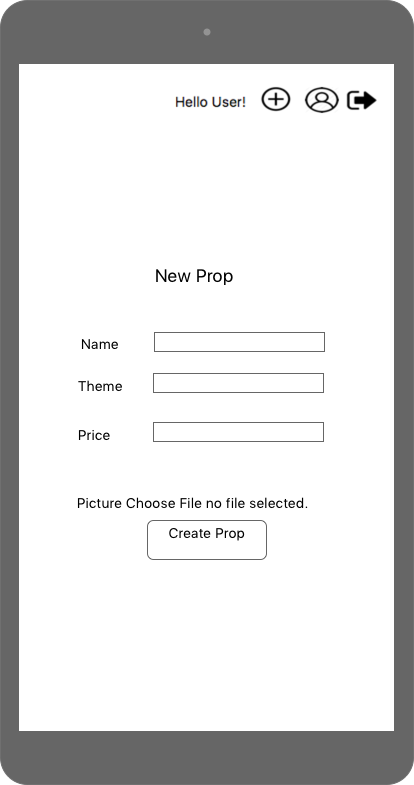 Hello User!
New Prop
Name
Theme
Price
Picture Choose File no file selected.
Create Prop